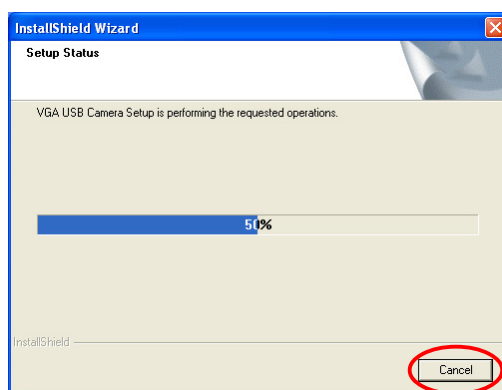 InstallShield Wizard
Setup Status
VGA USB Camera Setup is performing the requested operations.
50%
InstallShield
Cancel